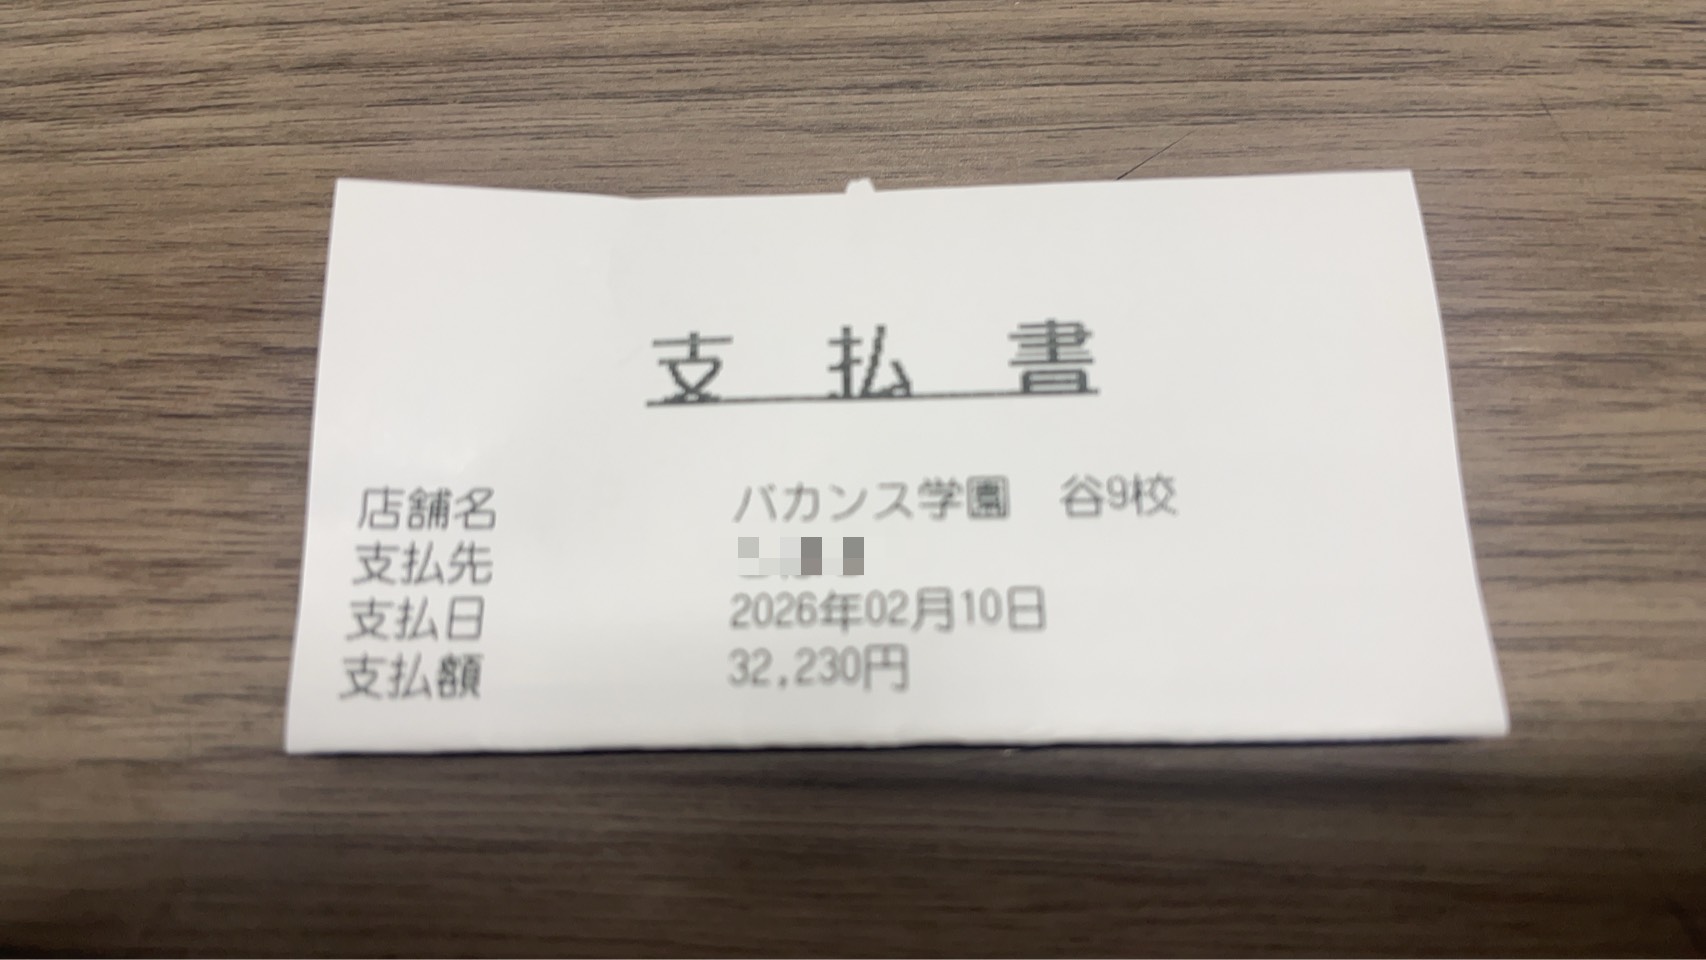 支 払 書
店舗名 バカンス学園 谷9校
支払先
支払日 2026年02月10日
支払額 32,230円